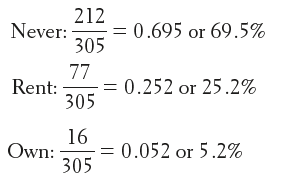 Never: 212/305 = 0.695 or 69.5%
Rent: 77/305 = 0.252 or 25.2%
Own: 16/305 = 0.052 or 5.2%